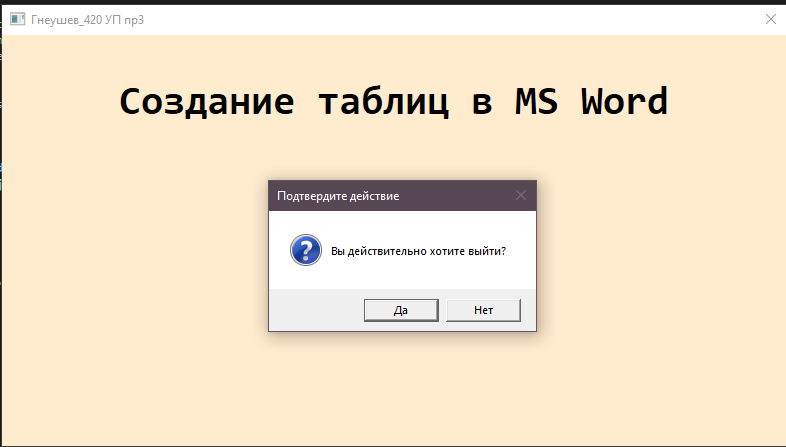 Гнеушев_420 УП пр3
Создание таблиц в MS Word
Подтвердите действие
Вы действительно хотите выйти?
Да
Нет